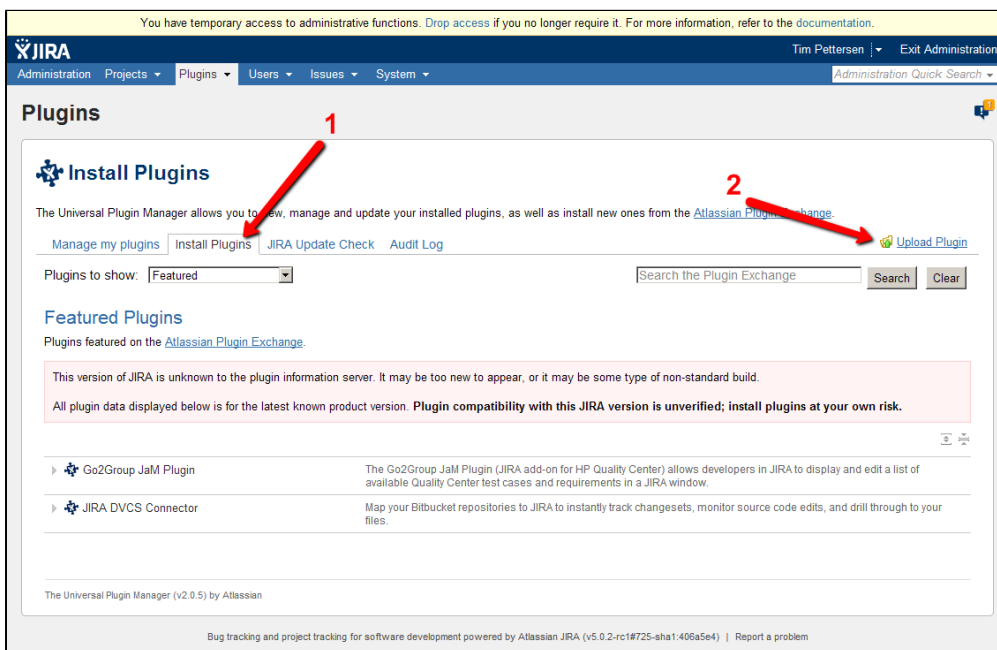 You have temporary access to administrative functions. Drop access if you no longer require it. For more information, refer to the documentation.
JIRA
Tim Pettersen
Exit Administration
Administration Projects Plugins Users Issues System
Administration Quick Search
Plugins
1
1
Install Plugins
2
The Universal Plugin Manager allows you to view, manage and update your installed plugins, as well as install new ones from the Atlassian Plugin Exchange.
Manage my plugins Install Plugins JIRA Update Check Audit Log
Upload Plugin
Plugins to show: Featured
Search the Plugin Exchange
Search Clear
Featured Plugins
Plugins featured on the Atlassian Plugin Exchange.
This version of JIRA is unknown to the plugin information server. It may be too new to appear, or it may be some type of non-standard build.
All plugin data displayed below is for the latest known product version. Plugin compatibility with this JIRA version is unverified; install plugins at your own risk.
Go2Group JaM Plugin
The Go2Group JaM Plugin (JIRA add-on for HP Quality Center) allows developers in JIRA to display and edit a list of
available Quality Center test cases and requirements in a JIRA window.
JIRA DVCS Connector
Map your Bitbucket repositories to JIRA to instantly track changesets, monitor source code edits, and drill through to your
files.
The Universal Plugin Manager (v2.0.5) by Atlassian
Bug tracking and project tracking for software development powered by Atlassian JIRA (v5.0.2-rc1#725-sha1:406a5e4) | Report a problem